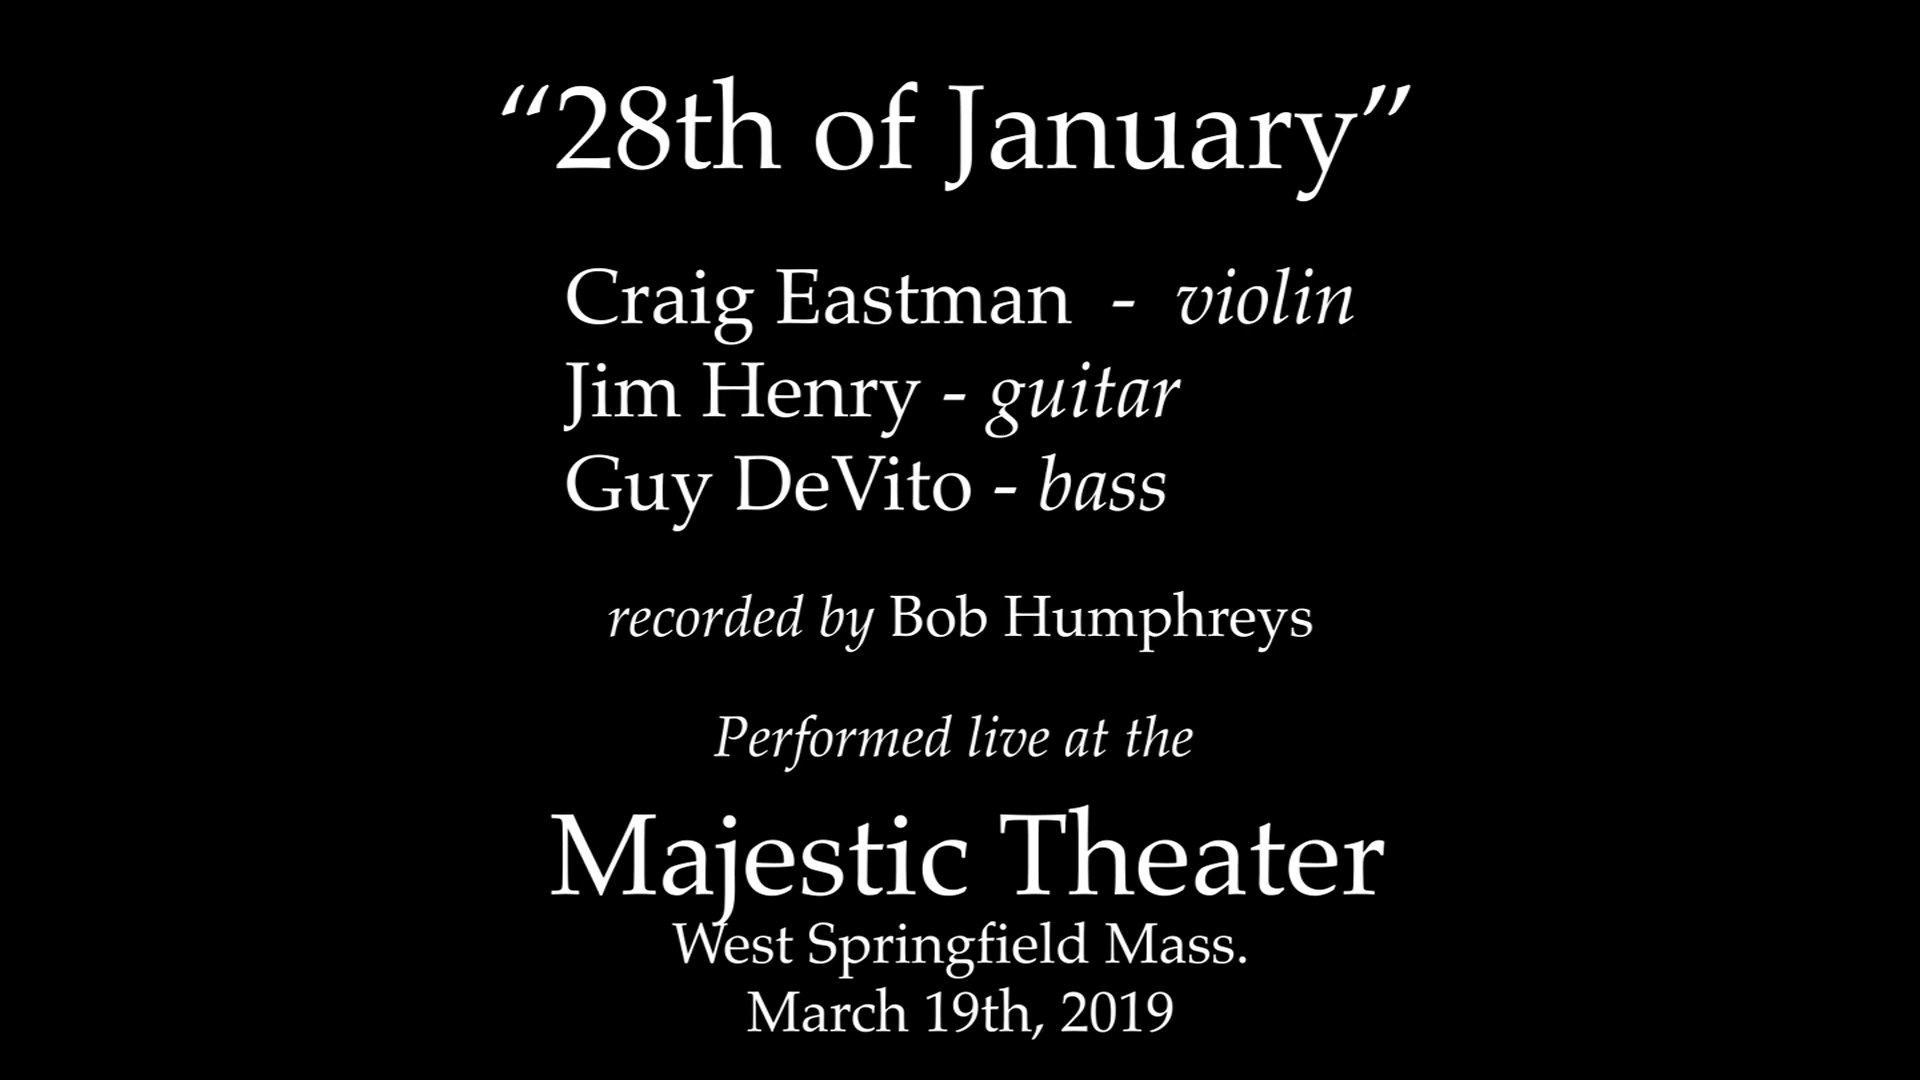 “28th of January”
Craig Eastman - violin
Jim Henry - guitar
Guy DeVito - bass
recorded by Bob Humphreys
Performed live at the
Majestic Theater
West Springfield Mass.
March 19th, 2019